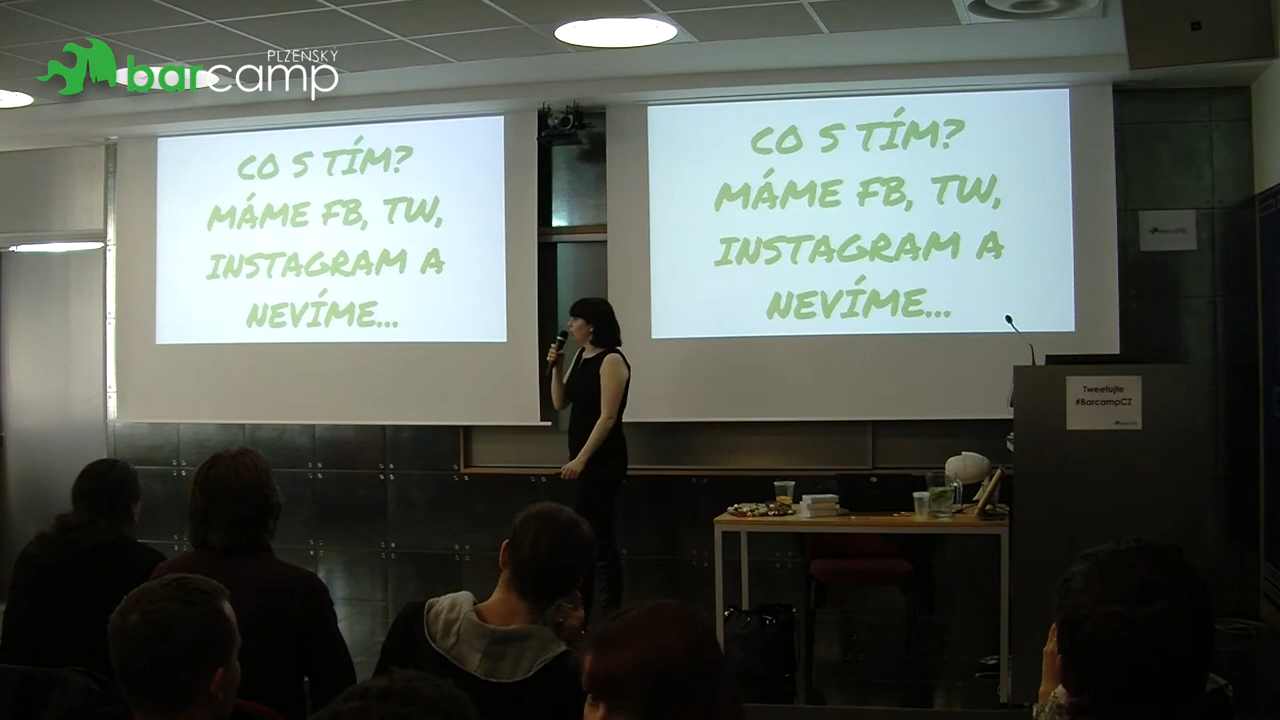 PLZEŇSKÝ
barcamp
CO S TÍM?
MÁME FB, TW,
INSTAGRAM A
NEVÍME...
CO S TÍM?
MÁME FB, TW,
INSTAGRAM A
NEVÍME...
Tweetujte
#BarcampCZ